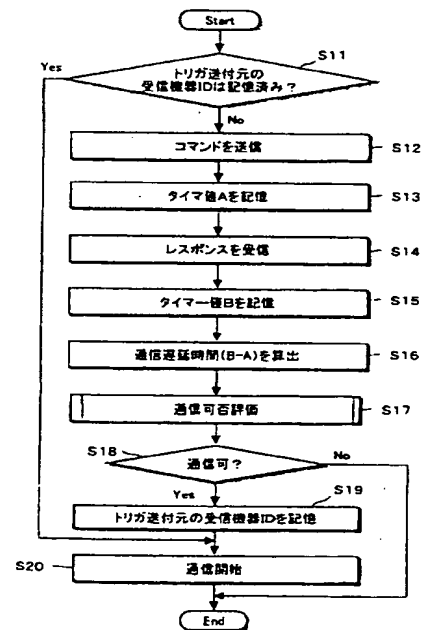 Start
S11
Yes
トリガ送付元の
受信機器IDは記憶済み？
No
コマンドを送信
S12
タイマ値Aを記憶
S13
レスポンスを受信
S14
タイマー値Bを記憶
S15
通信遅延時間(B-A)を算出
S16
通信可否評価
S17
S18
通信可？
No
Yes
S19
トリガ送付元の受信機器IDを記憶
S20
通信開始
End